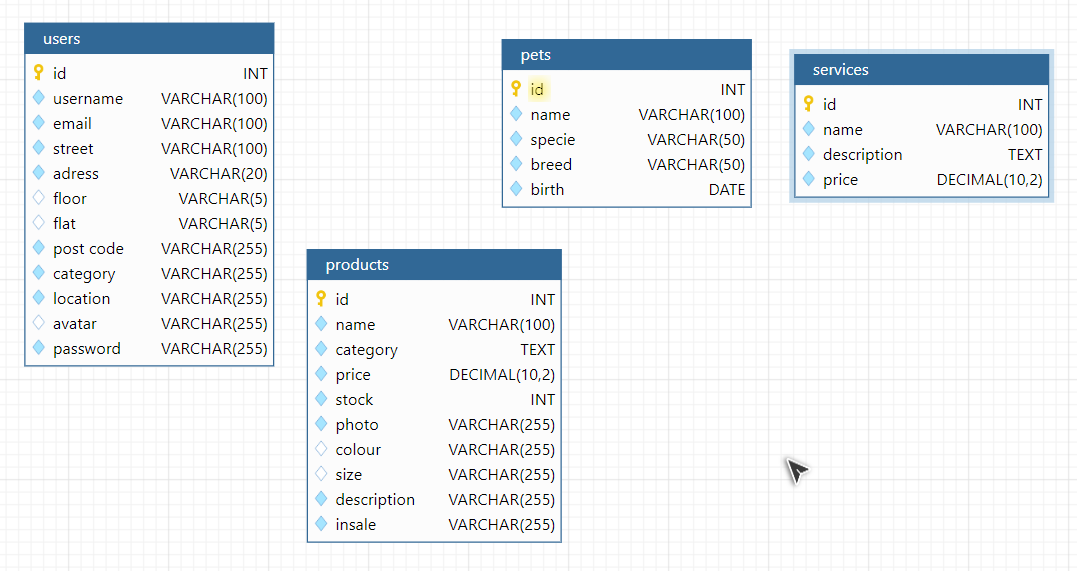 users
id INT
username VARCHAR(100)
email VARCHAR(100)
street VARCHAR(100)
adress VARCHAR(20)
floor VARCHAR(5)
flat VARCHAR(5)
post code VARCHAR(255)
category VARCHAR(255)
location VARCHAR(255)
avatar VARCHAR(255)
password VARCHAR(255)
pets
id INT
name VARCHAR(100)
specie VARCHAR(50)
breed VARCHAR(50)
birth DATE
services
id INT
name VARCHAR(100)
description TEXT
price DECIMAL(10,2)
products
id INT
name VARCHAR(100)
category TEXT
price DECIMAL(10,2)
stock INT
photo VARCHAR(255)
colour VARCHAR(255)
size VARCHAR(255)
description VARCHAR(255)
insale VARCHAR(255)